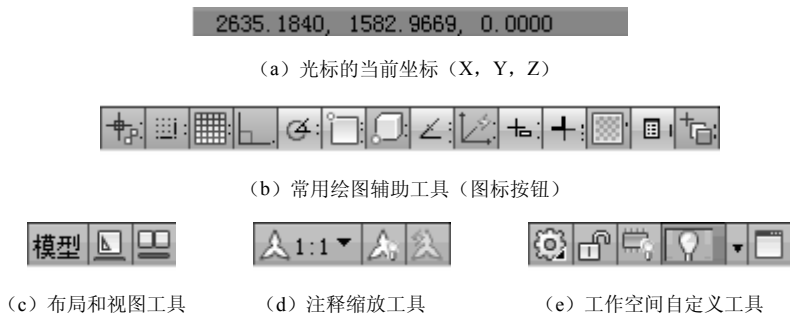 2635.1840, 1582.9669, 0.0000
（a）光标的当前坐标（X，Y，Z）
（b）常用绘图辅助工具（图标按钮）
模型
1:1
（c）布局和视图工具
（d）注释缩放工具
（e）工作空间自定义工具